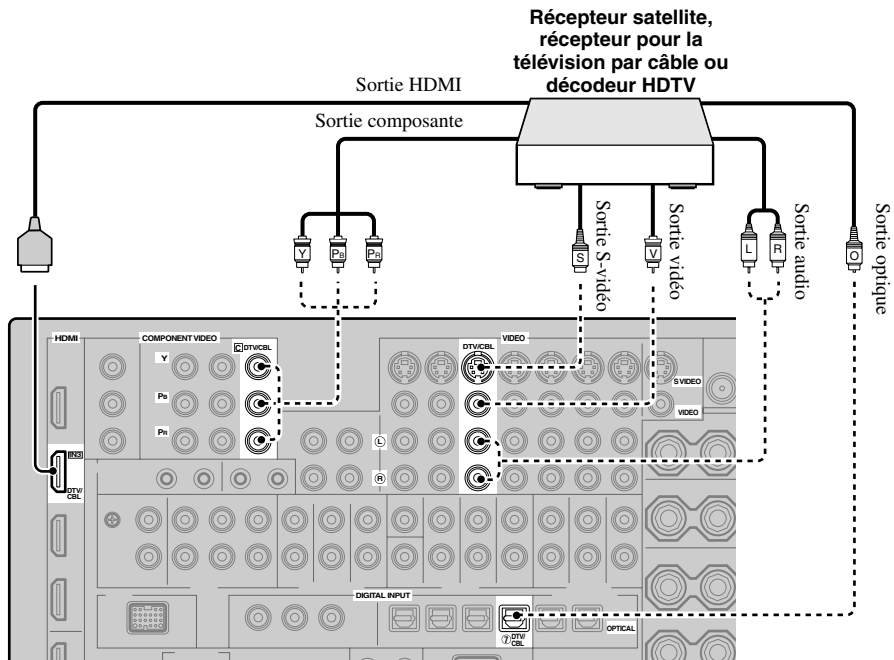 Récepteur satellite,
récepteur pour la
télévision par câble ou
décodeur HDTV
Sortie HDMI
Sortie composante
Sortie S-vidéo
Sortie vidéo
Sortie audio
Sortie optique
Y
PB
PR
S
V
L
R
O
HDMI
COMPONENT VIDEO
C DTV/CBL
VIDEO
DTV/CBL
Y
S VIDEO
PB
VIDEO
PR
L
IN3
R
DTV/
CBL
DIGITAL INPUT
OPTICAL
7 DTV/
CBL